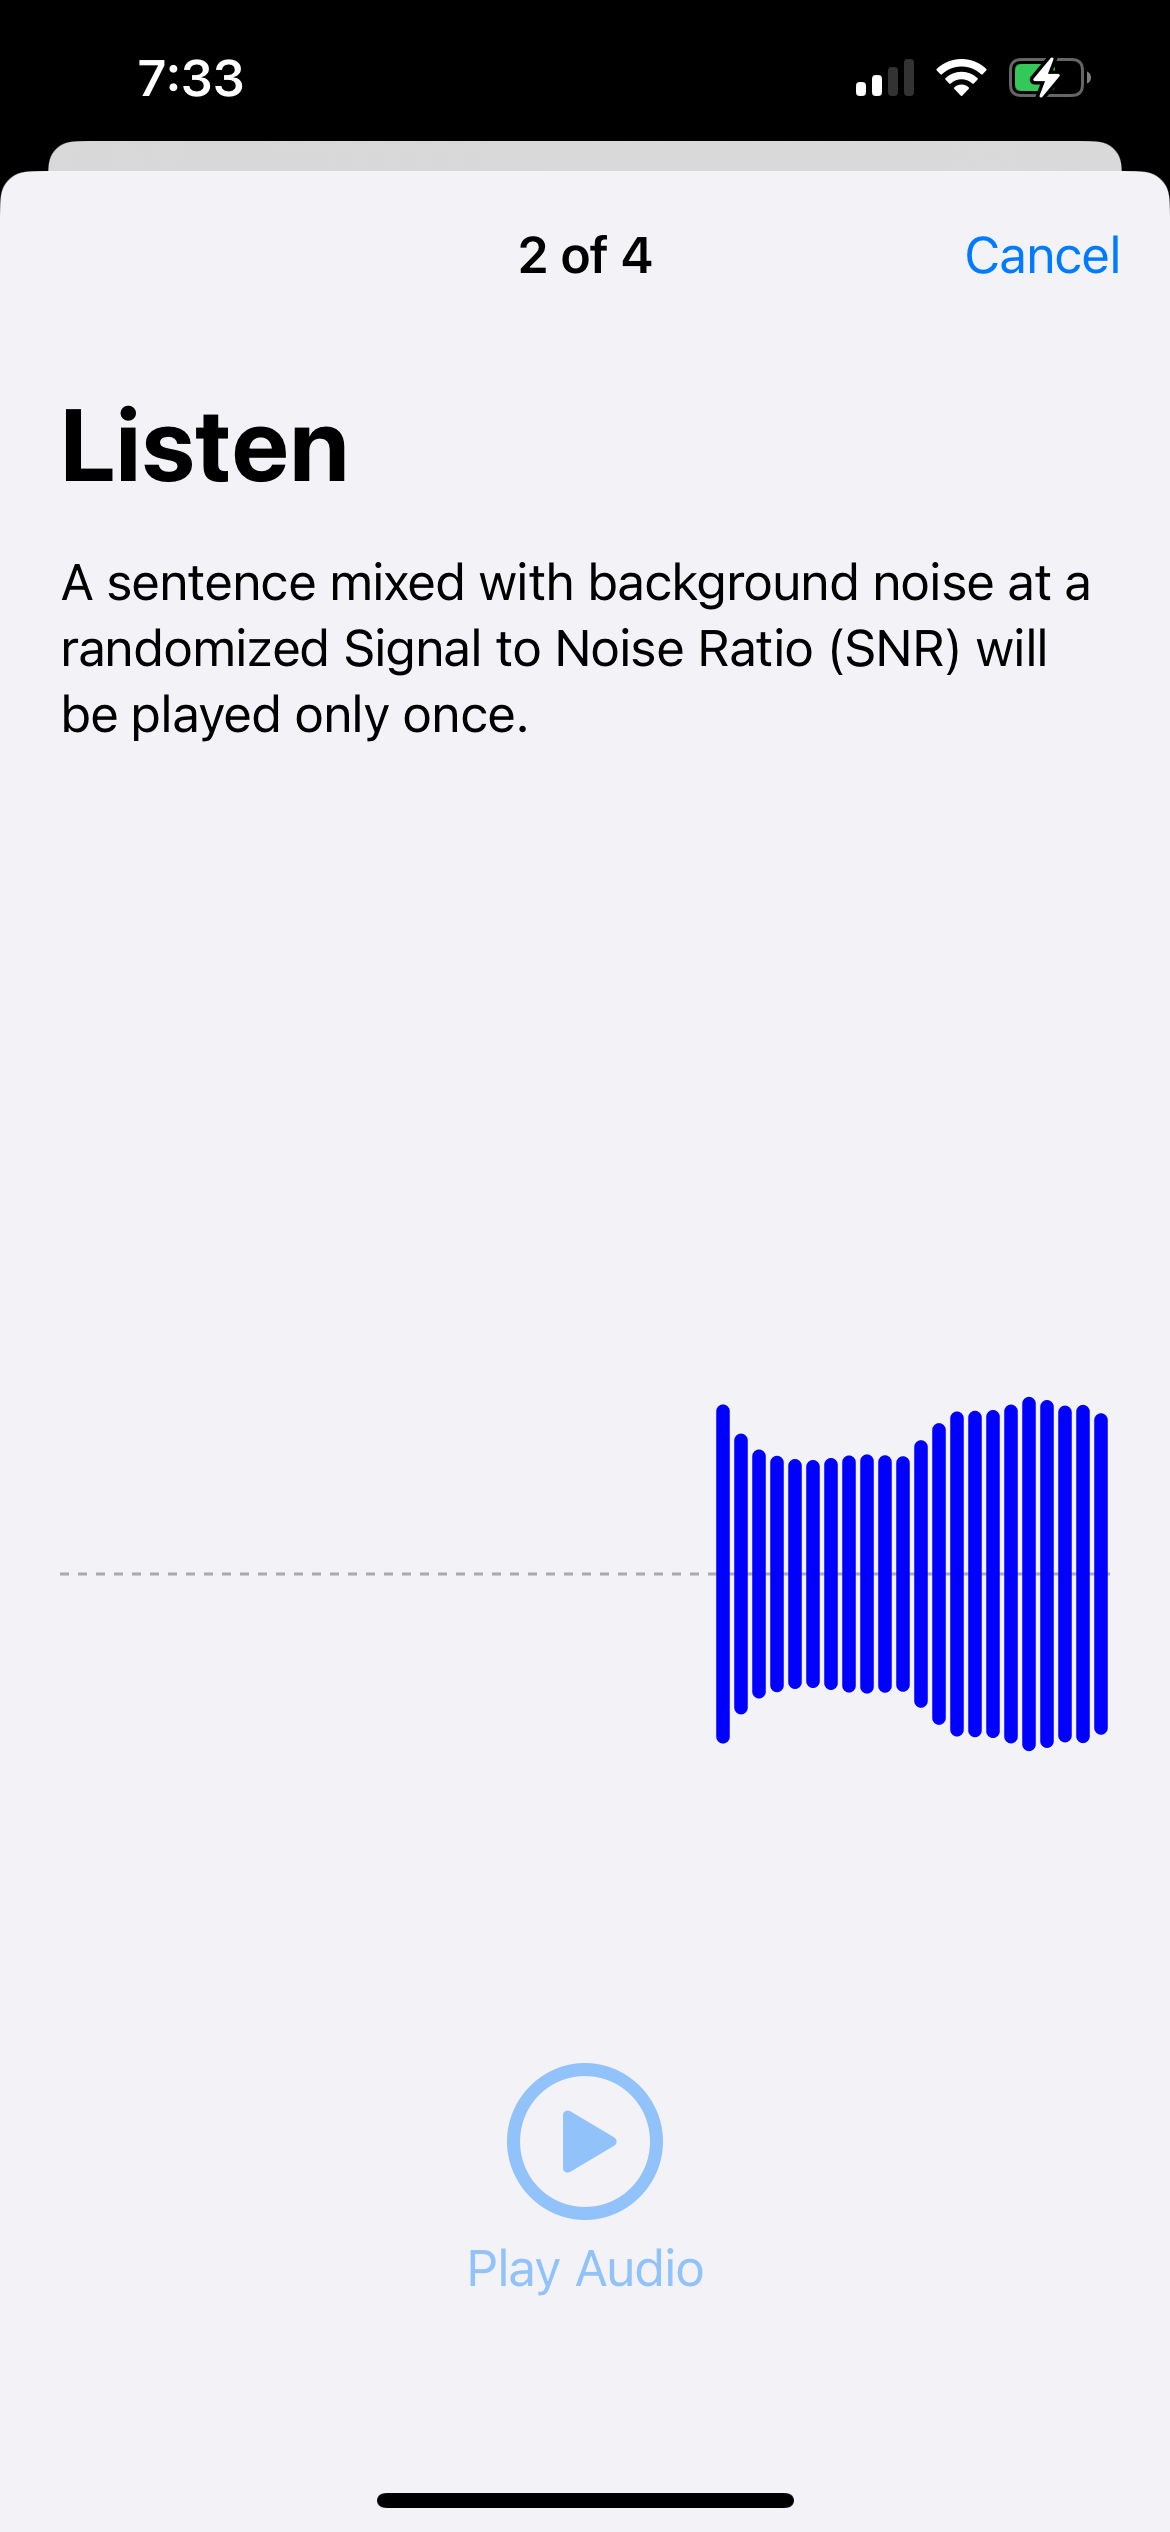 7:33
2 of 4
Cancel
Listen
A sentence mixed with background noise at a
randomized Signal to Noise Ratio (SNR) will
be played only once.
Play Audio